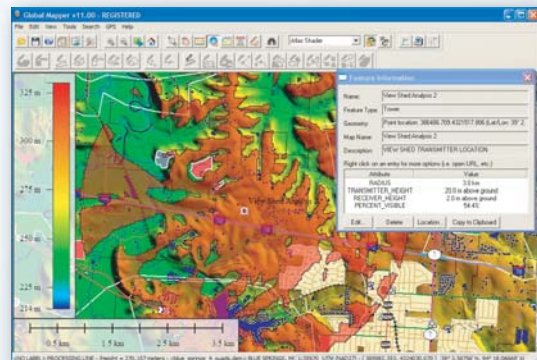 Global Mapper v11.00 - REGISTERED
File Edit View Tools Search GPS Help
Atlas Shader
325 m
300 m
275 m
250 m
225 m
214 m
0.5 km 1.5 km 2.5 km 3.5 km
View Shed Analysis 2
Feature Information
Name: View Shed Analysis 2
Feature Type: Tower
Geometry:
Map Name: View Shed Analysis 2
Description: VIEW SHED TRANSMITTER LOCATION
Right click on an entry for more options (i.e. open URL, etc.)
Attribute Value
RADIUS 3.0 km
TRANSMITTER_HEIGHT 20.0 m above ground
RECEIVER_HEIGHT 2.0 m above ground
PERCENT_VISIBLE
Edit... Delete Location... Copy to Clipboard